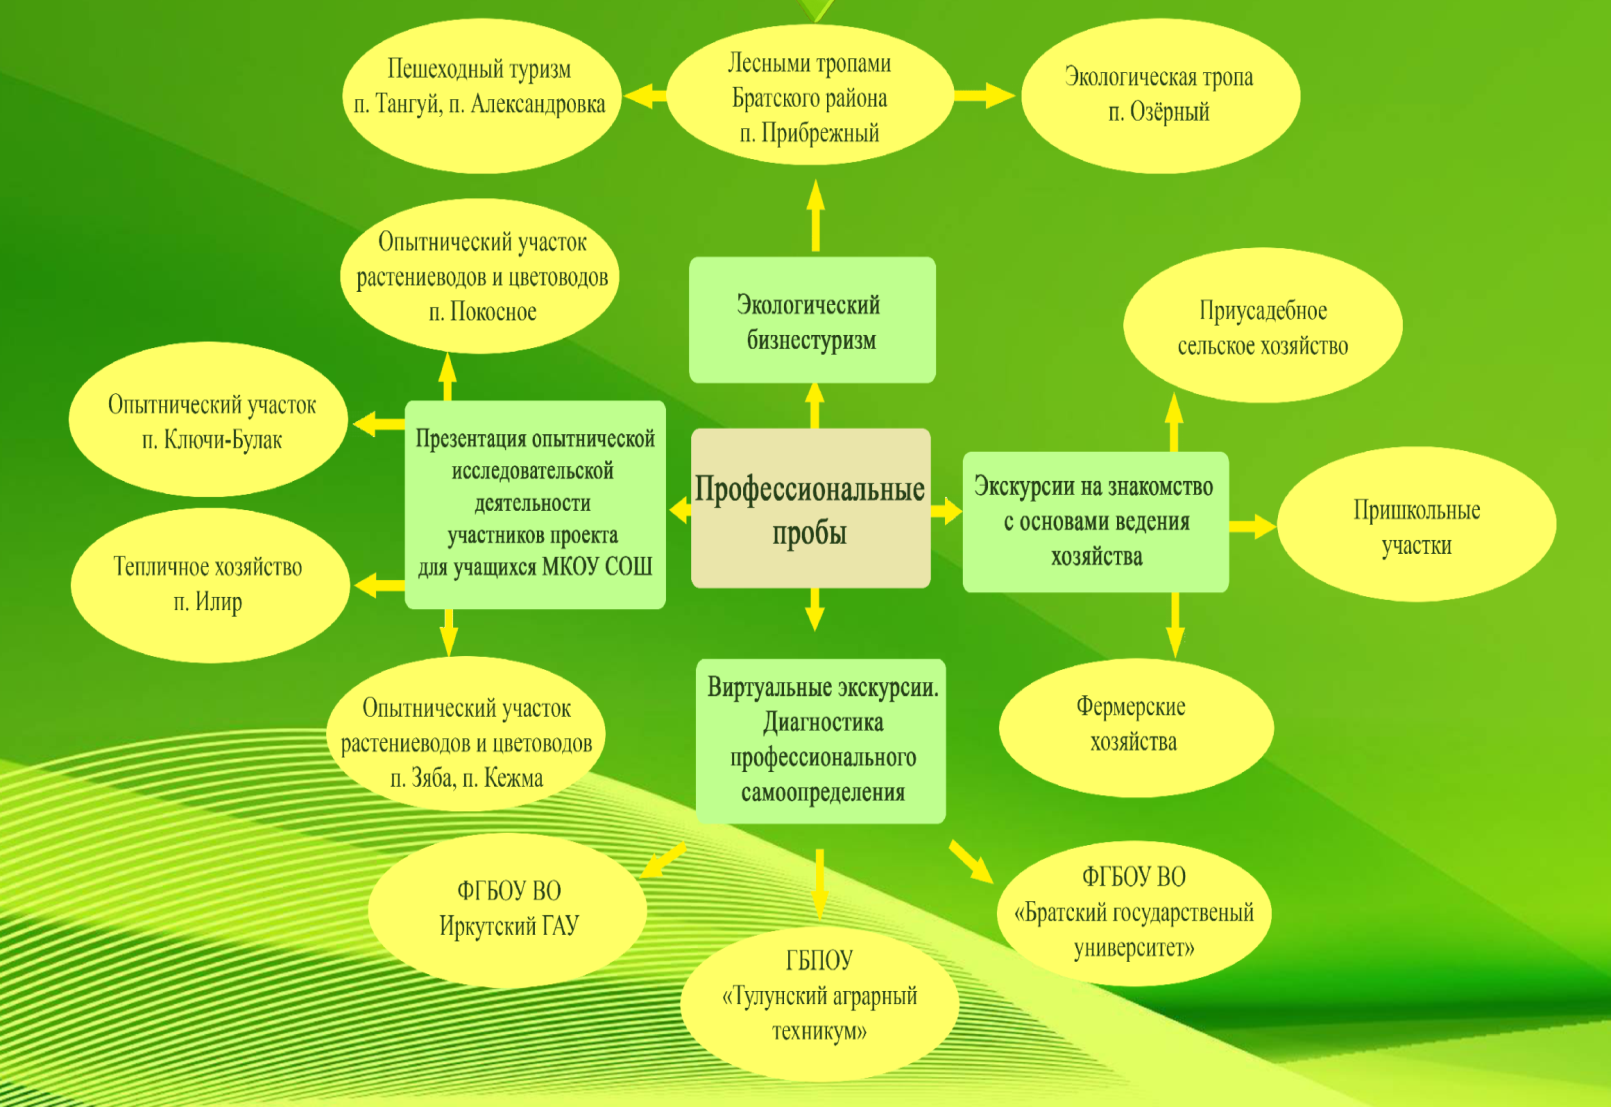 Пешеходный туризм
п. Тангуй, п. Александровка
Лесными тропами
Братского района
п. Прибрежный
Экологическая тропа
п. Озёрный
Опытнический участок
растениеводов и цветоводов
п. Покосное
Экологический
бизнестуризм
Приусадебное
сельское хозяйство
Опытнический участок
п. Ключи-Булак
Презентация опытнической
исследовательской
деятельности
участников проекта
для учащихся МКОУ СОШ
Профессиональные
пробы
Экскурсии на знакомство
с основами ведения
хозяйства
Пришкольные
участки
Тепличное хозяйство
п. Илир
Опытнический участок
растениеводов и цветоводов
п. Зяба, п. Кежма
Виртуальные экскурсии.
Диагностика
профессионального
самоопределения
Фермерские
хозяйства
ФГБОУ ВО
Иркутский ГАУ
ГБПОУ
«Тулунский аграрный
техникум»
ФГБОУ ВО
«Братский государственый
университет»